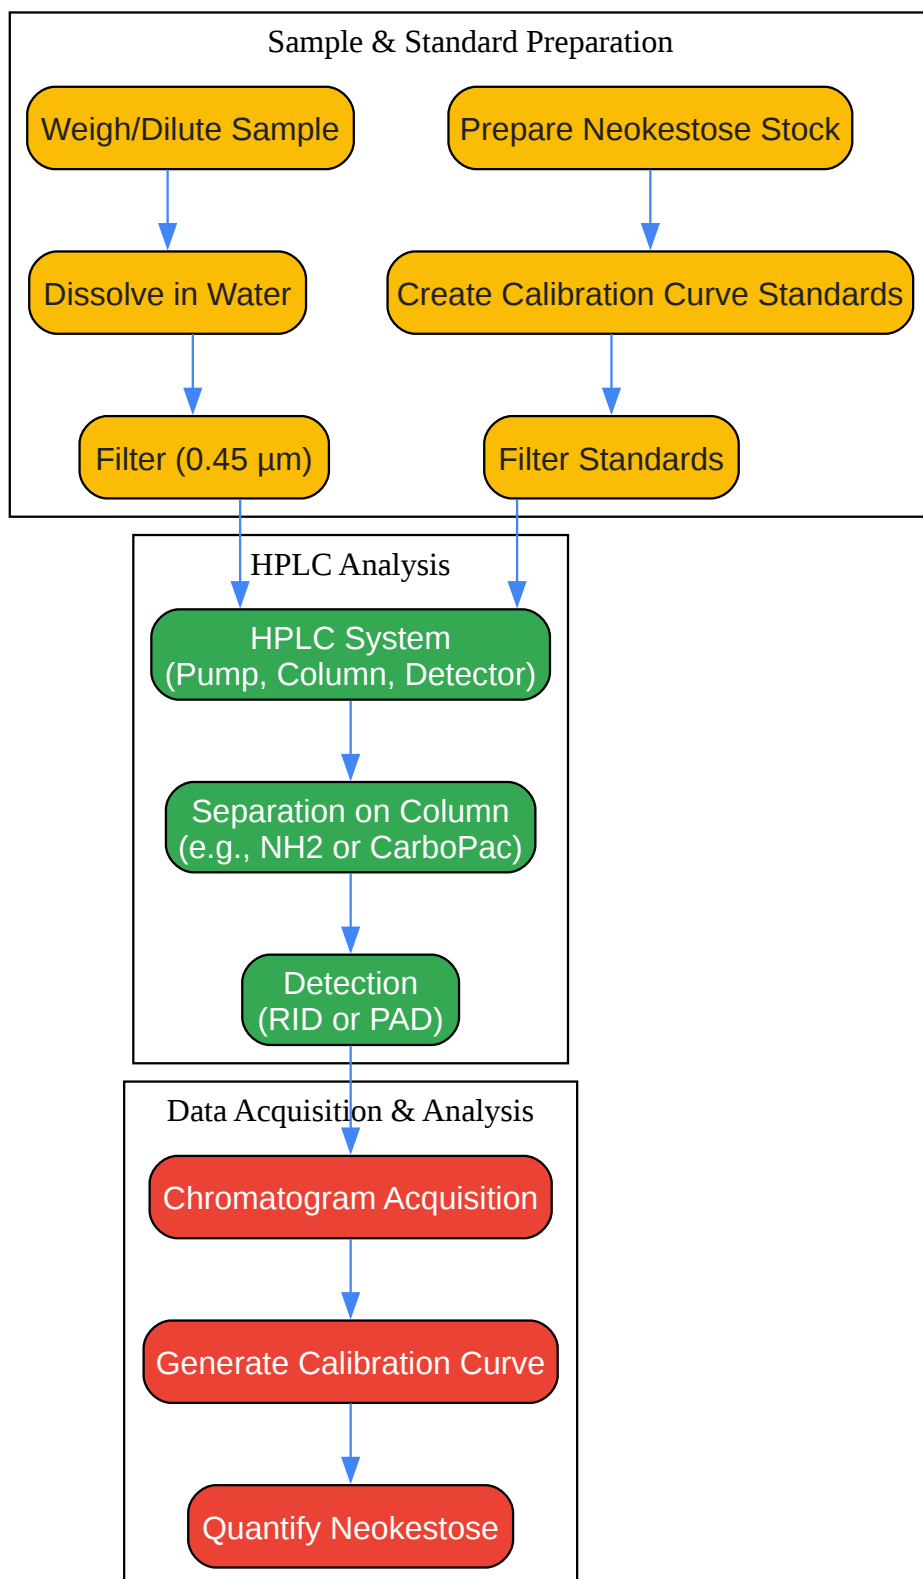 Sample & Standard Preparation
Weigh/Dilute Sample
Prepare Neokestose Stock
Dissolve in Water
Create Calibration Curve Standards
Filter (0.45 µm)
Filter Standards
HPLC Analysis
HPLC System
(Pump, Column, Detector)
Separation on Column
(e.g., NH2 or CarboPac)
Detection
(RID or PAD)
Data Acquisition & Analysis
Chromatogram Acquisition
Generate Calibration Curve
Quantify Neokestose